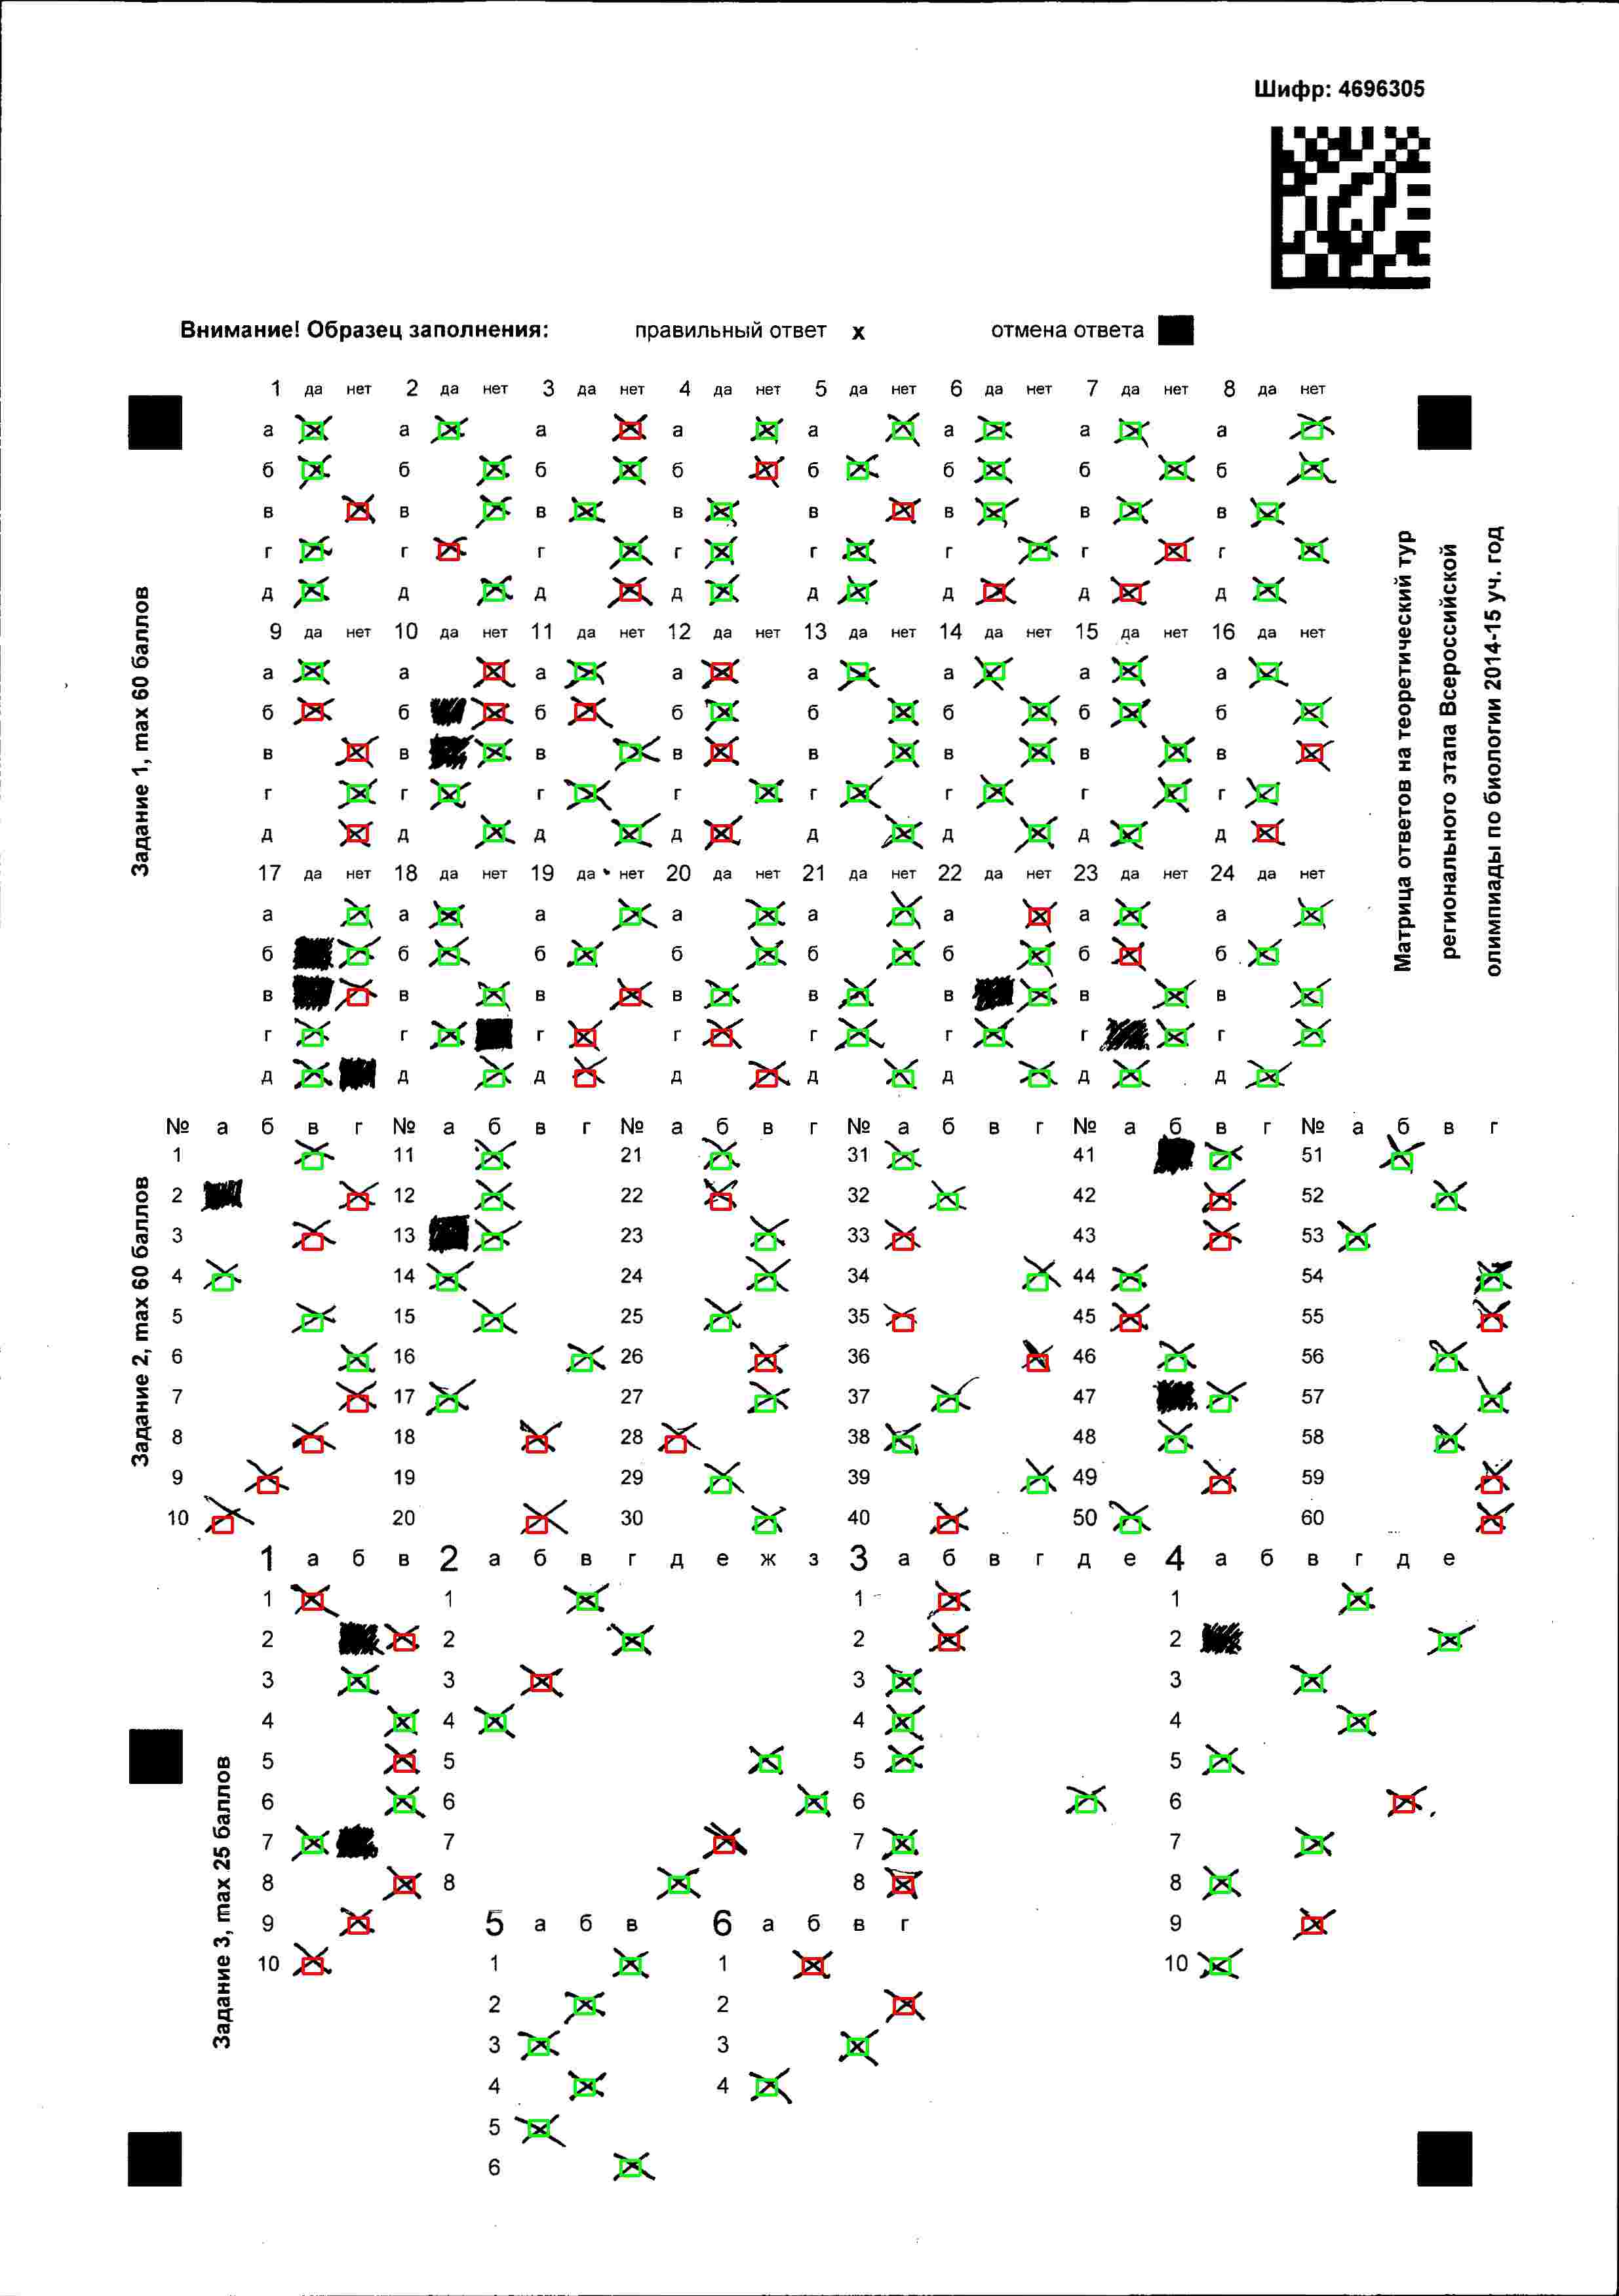 Шифр: 4696305
Внимание! Образец заполнения: правильный ответ x отмена ответа
1 да нет 2 да нет 3 да нет 4 да нет 5 да нет 6 да нет 7 да нет 8 да нет
а а а а а а а а
б б б б б б б б
в в в в в в в в
г г г г г г г г
д д д д д д д д
9 да нет 10 да нет 11 да нет 12 да нет 13 да нет 14 да нет 15 да нет 16 да нет
а а а а а а а а
б б б б б б б б
в в в в в в в в
г г г г г г г г
д д д д д д д д
17 да нет 18 да нет 19 да нет 20 да нет 21 да нет 22 да нет 23 да нет 24 да нет
а а а а а а а а
б б б б б б б б
в в в в в в в в
г г г г г г г г
д д д д д д д д
Задание 1, max 60 баллов
Матрица ответов на теоретический тур
регионального этапа Всероссийской
олимпиады по биологии 2014-15 уч. год
№ а б в г № а б в г № а б в г № а б в г № а б в г № а б в г
1 11 21 31 41 51
2 12 22 32 42 52
3 13 23 33 43 53
4 14 24 34 44 54
5 15 25 35 45 55
6 16 26 36 46 56
7 17 27 37 47 57
8 18 28 38 48 58
9 19 29 39 49 59
10 20 30 40 50 60
Задание 2, max 60 баллов
1 а б в 2 а б в г д е ж з 3 а б в г д е 4 а б в г д е
1 1 1 1
2 2 2 2
3 3 3 3
4 4 4 4
5 5 5 5
6 6 6 6
7 7 7 7
8 8 8 8
9 5 а б в 6 а б в г 9
10 1 1 10
2 2
3 3
4 4
5
6
Задание 3, max 25 баллов